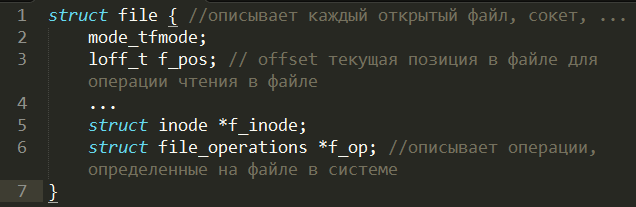 1 struct file { //описывает каждый открытый файл, сокет, ...
2 mode_tfmode;
3 loff_t f_pos; // offset текущая позиция в файле для
операции чтения в файле
4 ...
5 struct inode *f_inode;
6 struct file_operations *f_op; //описывает операции,
определенные на файле в системе
7 }